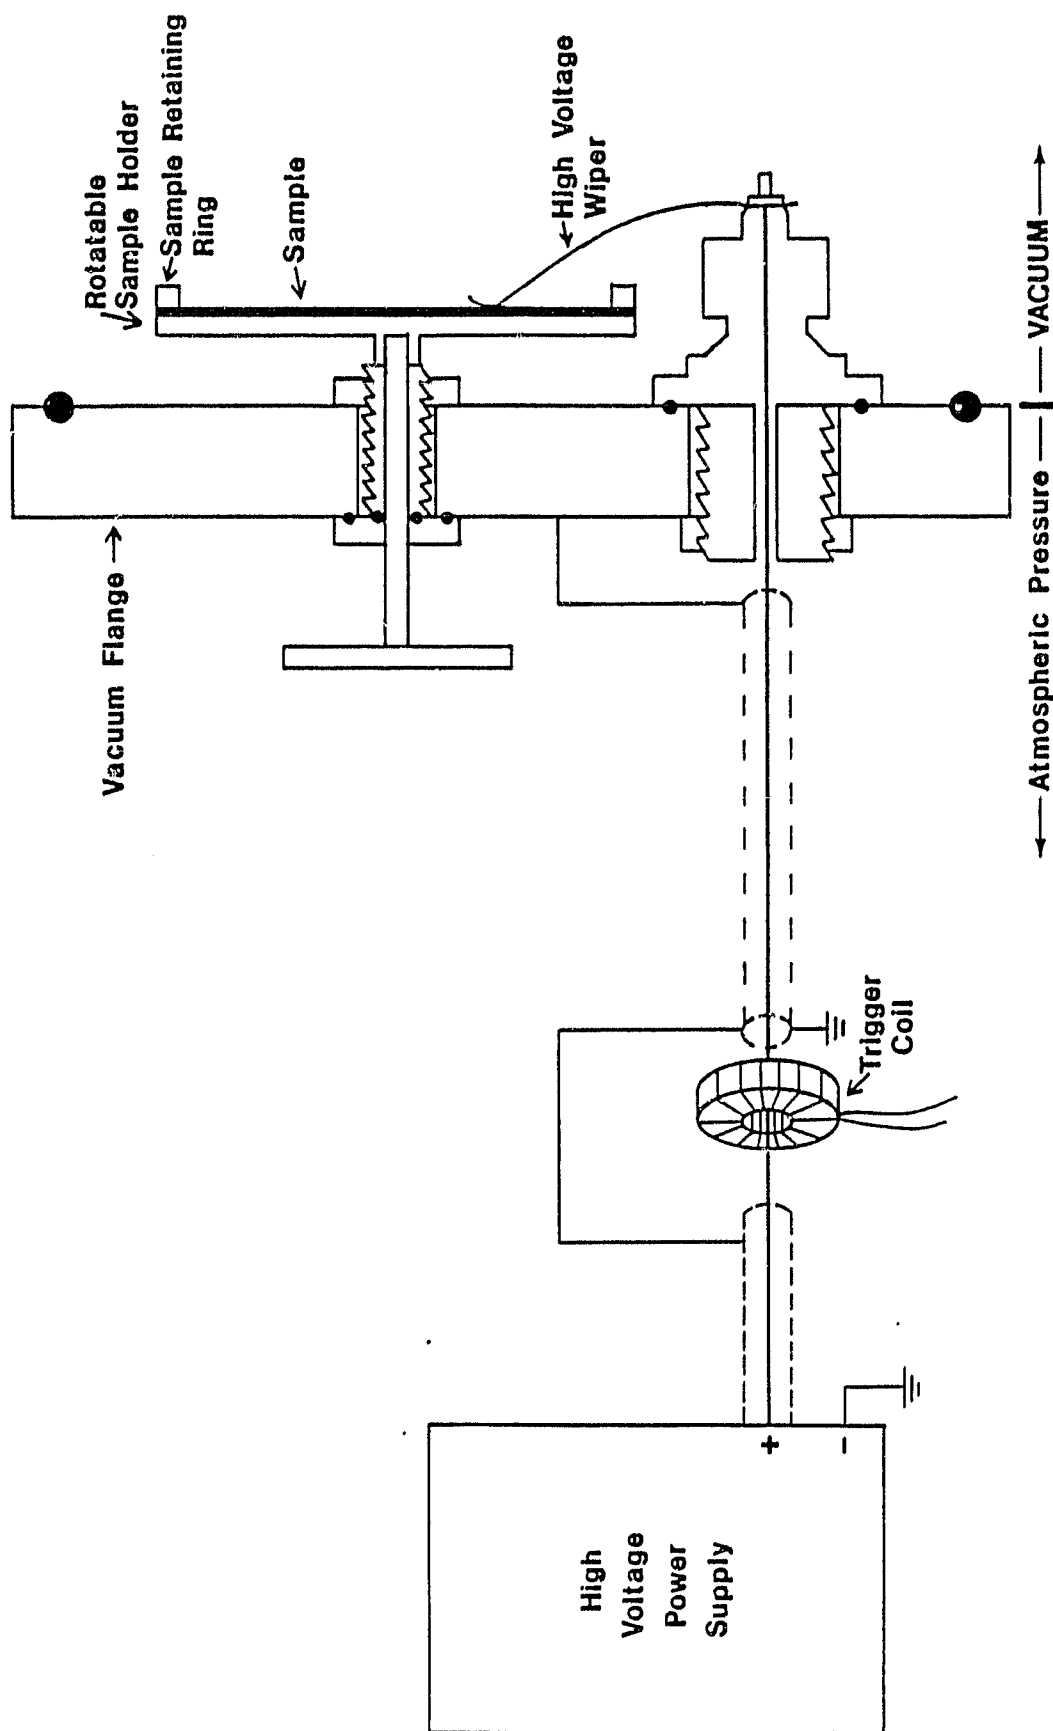 Rotatable
Sample Holder
Sample Retaining
Ring
Sample
High Voltage
Wiper
Vacuum Flange
Trigger
Coil
High
Voltage
Power
Supply
+
-
Atmospheric Pressure
VACUUM